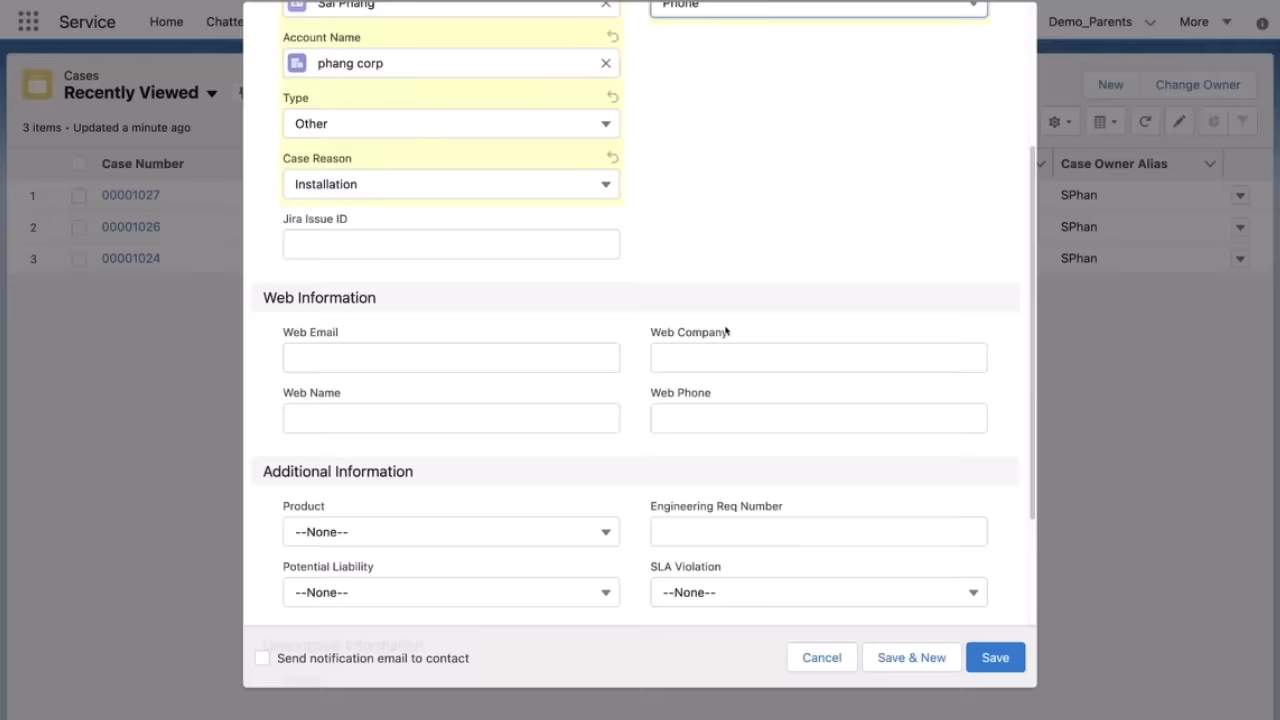 Service Home Chatte Demo_Parents More
Sai Phang Phone
Account Name
phang corp
Cases
Recently Viewed
New Change Owner
Type
Other
3 items • Updated a minute ago
Case Number Case Owner Alias
Case Reason
Installation
1 00001027 SPhan
2 00001026 SPhan
3 00001024 SPhan
Jira Issue ID
Web Information
Web Email Web Company
Web Name Web Phone
Additional Information
Product Engineering Req Number
--None--
Potential Liability SLA Violation
--None-- --None--
Send notification email to contact
Cancel Save & New Save